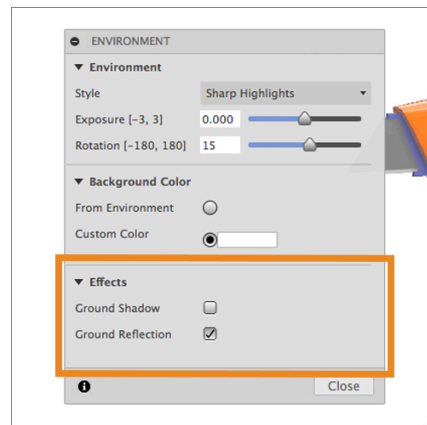 ENVIRONMENT
Environment
Style Sharp Highlights
Exposure [-3, 3] 0.000
Rotation [-180, 180] 15
Background Color
From Environment
Custom Color
Effects
Ground Shadow
Ground Reflection
Close